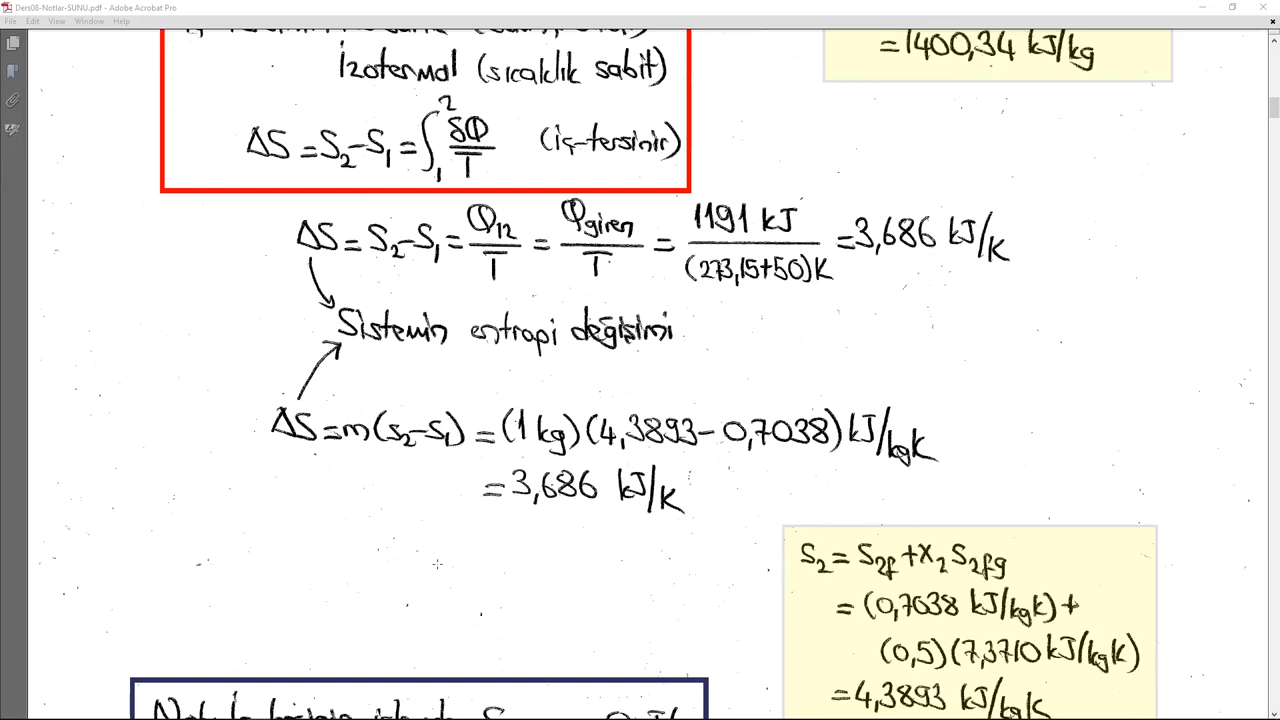 Ders08-Notlar-SUNU.pdf - Adobe Acrobat Pro
File Edit View Window Help
= 1400,34 kJ/kg
İzotermal (sıcaklık sabit)
ΔS = S₂ - S₁ = ∫₁² δQ/T (iç-tersinir)
ΔS = S₂ - S₁ = Q₁₂/T = Qgiren/T = 1191 kJ/(273,15+50)K = 3,686 kJ/K
Sistemin entropi değişimi
ΔS = m(s₂-s₁) = (1 kg)(4,3893 - 0,7038) kJ/kgK
= 3,686 kJ/K
S₂ = S₂f + x₂ S₂fg
= (0,7038 kJ/kgK) +
(0,5)(7,3710 kJ/kgK)
= 4,3893 kJ/kgK